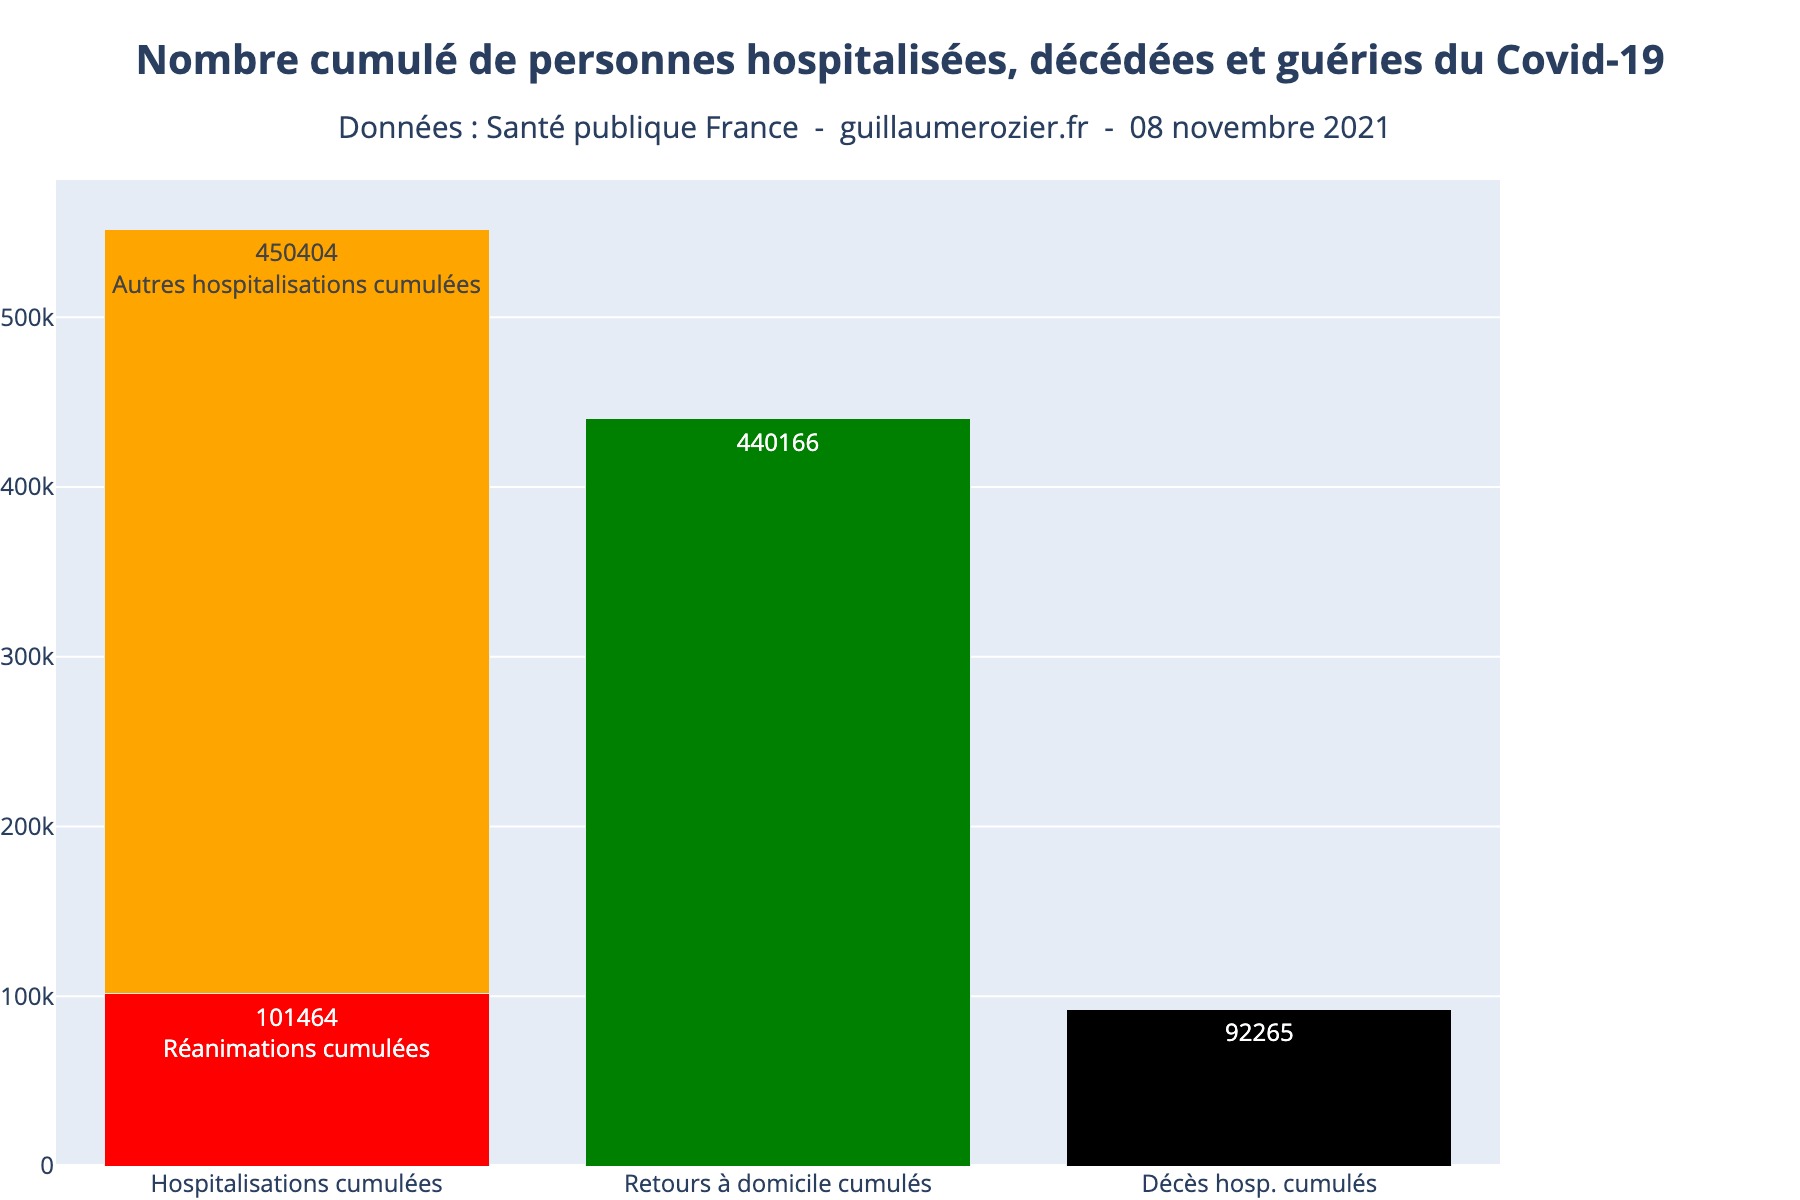 Nombre cumulé de personnes hospitalisées, décédées et guéries du Covid-19
Données : Santé publique France - guillaumerozier.fr - 08 novembre 2021
450404
Autres hospitalisations cumulées
500k
440166
400k
300k
200k
100k
101464
Réanimations cumulées
92265
0
Hospitalisations cumulées
Retours à domicile cumulés
Décès hosp. cumulés